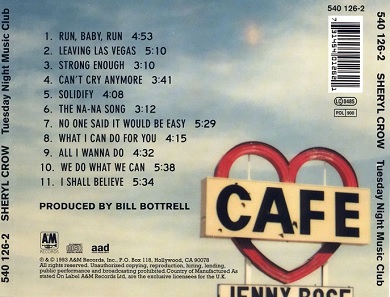 540 126-2
SHERYL CROW Tuesday Night Music Club
540 126-2
1. RUN, BABY, RUN 4:53
2. LEAVING LAS VEGAS 5:10
3. STRONG ENOUGH 3:10
4. CAN'T CRY ANYMORE 3:41
5. SOLIDIFY 4:08
6. THE NA-NA SONG 3:12
7. NO ONE SAID IT WOULD BE EASY 5:29
8. WHAT I CAN DO FOR YOU 4:15
9. ALL I WANNA DO 4:32
10. WE DO WHAT WE CAN 5:38
11. I SHALL BELIEVE 5:34
PRODUCED BY BILL BOTTRELL
AM
RECORDS
aad
℗ & © 1993 A&M Records, Inc., P.O. Box 118, Hollywood, CA 90078
All rights reserved. Unauthorized copying, reproduction, hiring, lending,
public performance and broadcasting prohibited. Country of Manufacture As
stated On Label A&M Records Ltd, are the exclusive licensees for the U.K.
LC 0485
POL 900
CAFE
JENNY ROSE
540 126-2 SHERYL CROW Tuesday Night Music Club